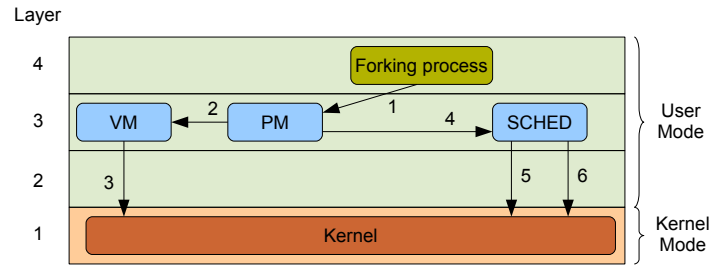 Layer
4
Forking process
1
3
VM
2
PM
4
SCHED
User
Mode
2
3
5
6
1
Kernel
Kernel
Mode